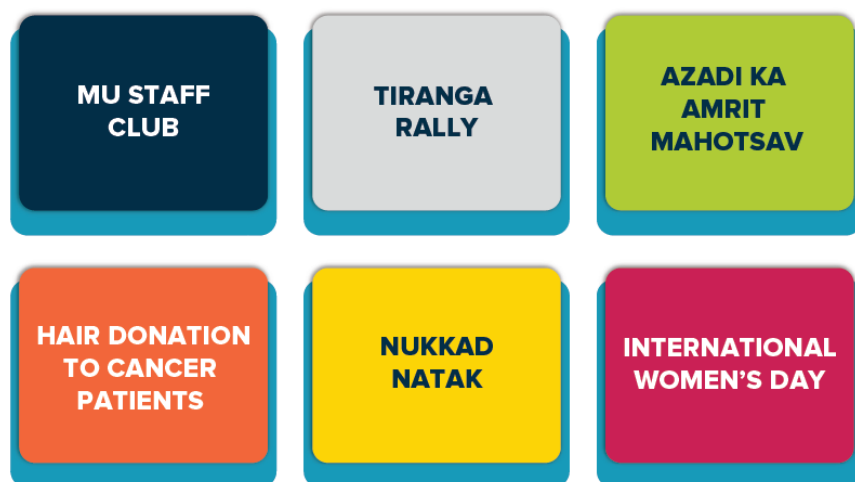 MU STAFF
CLUB
TIRANGA
RALLY
AZADI KA
AMRIT
MAHOTSAV
HAIR DONATION
TO CANCER
PATIENTS
NUKKAD
NATAK
INTERNATIONAL
WOMEN’S DAY